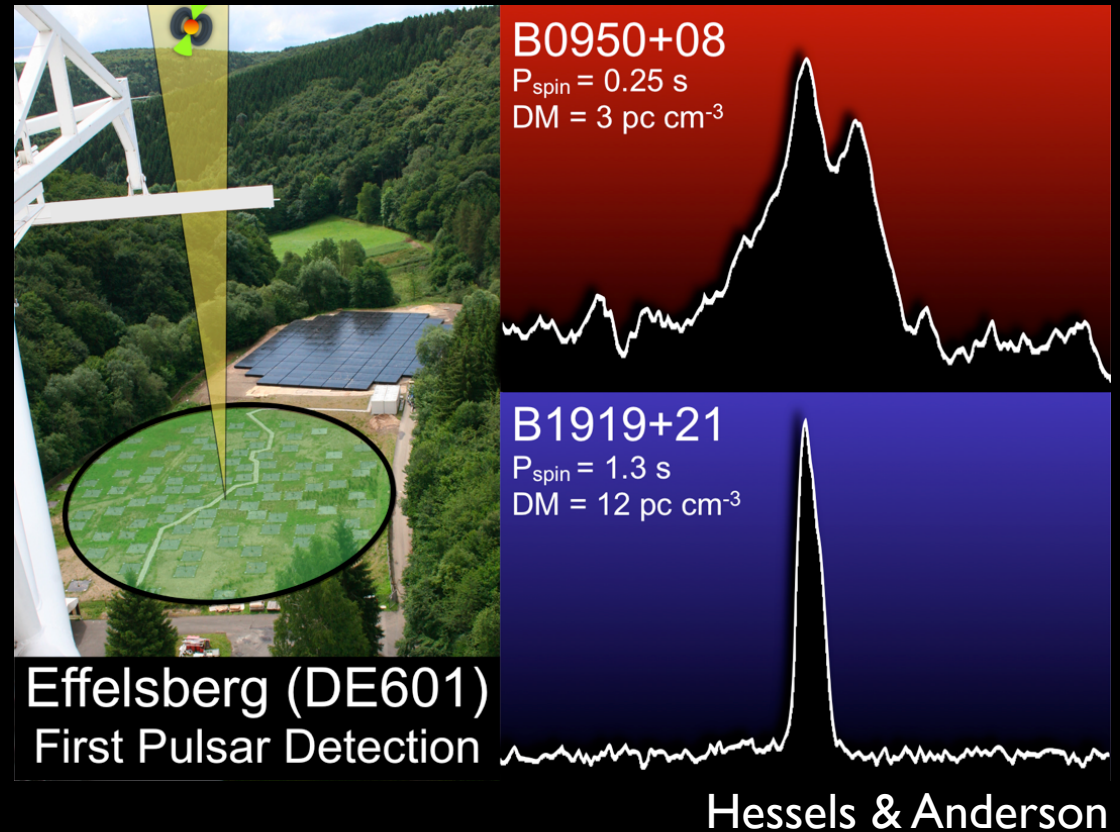 B0950+08
Pspin = 0.25 s
DM = 3 pc cm-3
B1919+21
Pspin = 1.3 s
DM = 12 pc cm-3
Effelsberg (DE601)
First Pulsar Detection
Hessels & Anderson